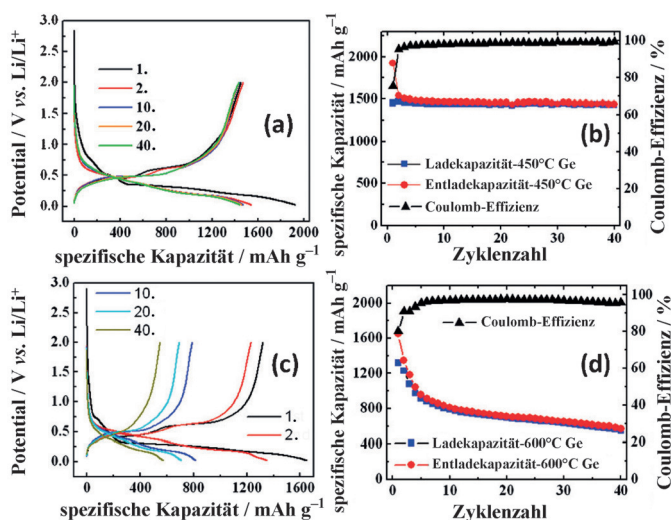 Potential / V vs. Li/Li+
3.0
2.5
2.0
1.5
1.0
0.5
0.0
1.
2.
10.
20.
40.
(a)
0 400 800 1200 1600 2000
spezifische Kapazität / mAh g–1
spezifische Kapazität / mAh g–1
2000
1500
1000
500
0
(b)
Ladekapazität-450°C Ge
Entladekapazität-450°C Ge
Coulomb-Effizienz
100
80
60
40
20
0
Coulomb-Effizienz / %
0 10 20 30 40
Zyklenzahl
Potential / V vs. Li/Li+
3.0
2.5
2.0
1.5
1.0
0.5
0.0
10.
20.
40.
(c)
1.
2.
0 400 800 1200 1600
spezifische Kapazität / mAh g–1
spezifische Kapazität / mAh g–1
2000
1600
1200
800
400
0
Coulomb-Effizienz
(d)
Ladekapazität-600°C Ge
Entladekapazität-600°C Ge
100
80
60
40
20
0
Coulomb-Effizienz / %
0 10 20 30 40
Zyklenzahl